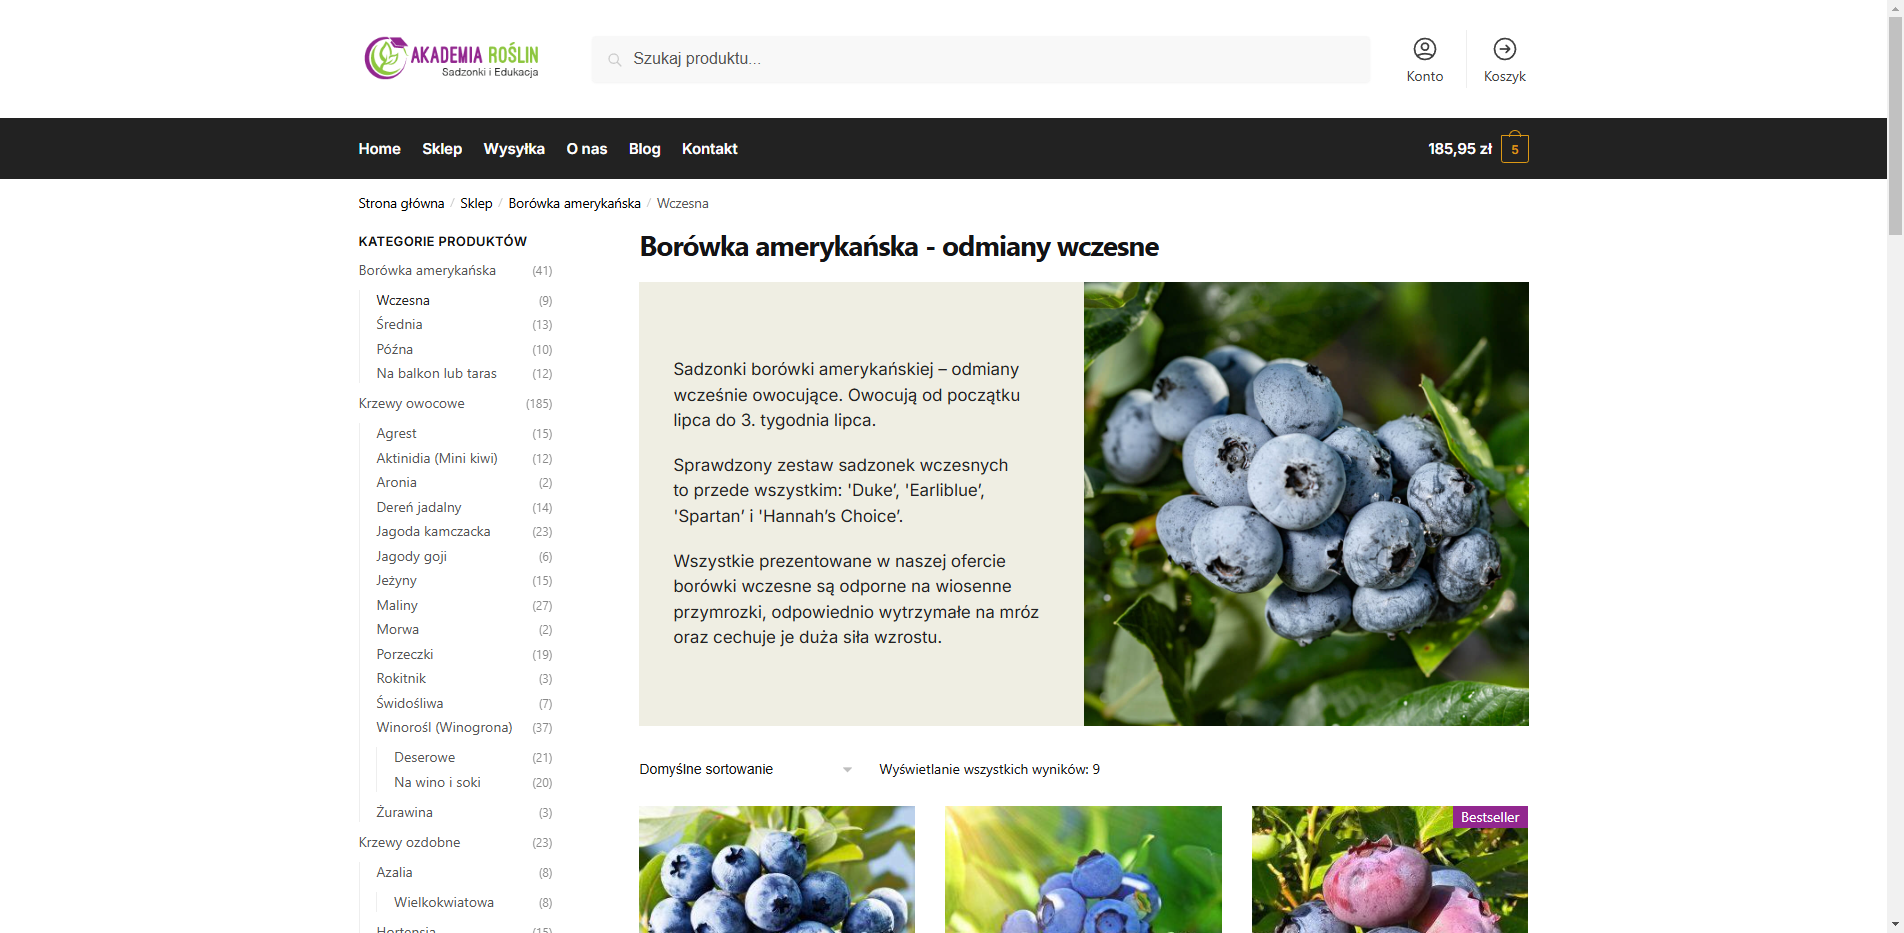 AKADEMIA ROŚLIN
Sadzonki i Edukacja
Szukaj produktu...
Konto
Koszyk
Home
Sklep
Wysyłka
O nas
Blog
Kontakt
185,95 zł
5
Strona główna / Sklep / Borówka amerykańska / Wczesna
KATEGORIE PRODUKTÓW
Borówka amerykańska (41)
Wczesna (9)
Średnia (13)
Późna (10)
Na balkon lub taras (12)
Krzewy owocowe (185)
Agrest (15)
Aktinidia (Mini kiwi) (12)
Aronia (2)
Dereń jadalny (14)
Jagoda kamczacka (23)
Jagody goji (6)
Jeżyny (15)
Maliny (27)
Morwa (2)
Porzeczki (19)
Rokitnik (3)
Świdośliwa (7)
Winorośl (Winogrona) (37)
Deserowe (21)
Na wino i soki (20)
Żurawina (3)
Krzewy ozdobne (23)
Azalia (8)
Wielkokwiatowa (8)
Hortensja (15)
Borówka amerykańska - odmiany wczesne
Sadzonki borówki amerykańskiej – odmiany
wcześnie owocujące. Owocują od początku
lipca do 3. tygodnia lipca.
Sprawdzony zestaw sadzonek wczesnych
to przede wszystkim: 'Duke', 'Earliblue',
'Spartan' i 'Hannah's Choice'.
Wszystkie prezentowane w naszej ofercie
borówki wczesne są odporne na wiosenne
przymrozki, odpowiednio wytrzymałe na mróz
oraz cechuje je duża siła wzrostu.
Domyślne sortowanie
Wyświetlanie wszystkich wyników: 9
Bestseller